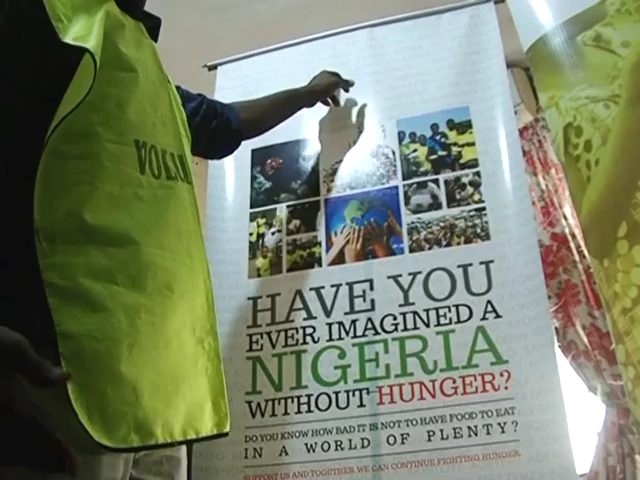 HAVE YOU
EVER IMAGINED A
NIGERIA
WITHOUT HUNGER?
DO YOU KNOW HOW BAD IT IS NOT TO HAVE FOOD TO EAT
IN A WORLD OF PLENTY?
SUPPORT US AND TOGETHER WE CAN CONTINUE FIGHTING HUNGER.